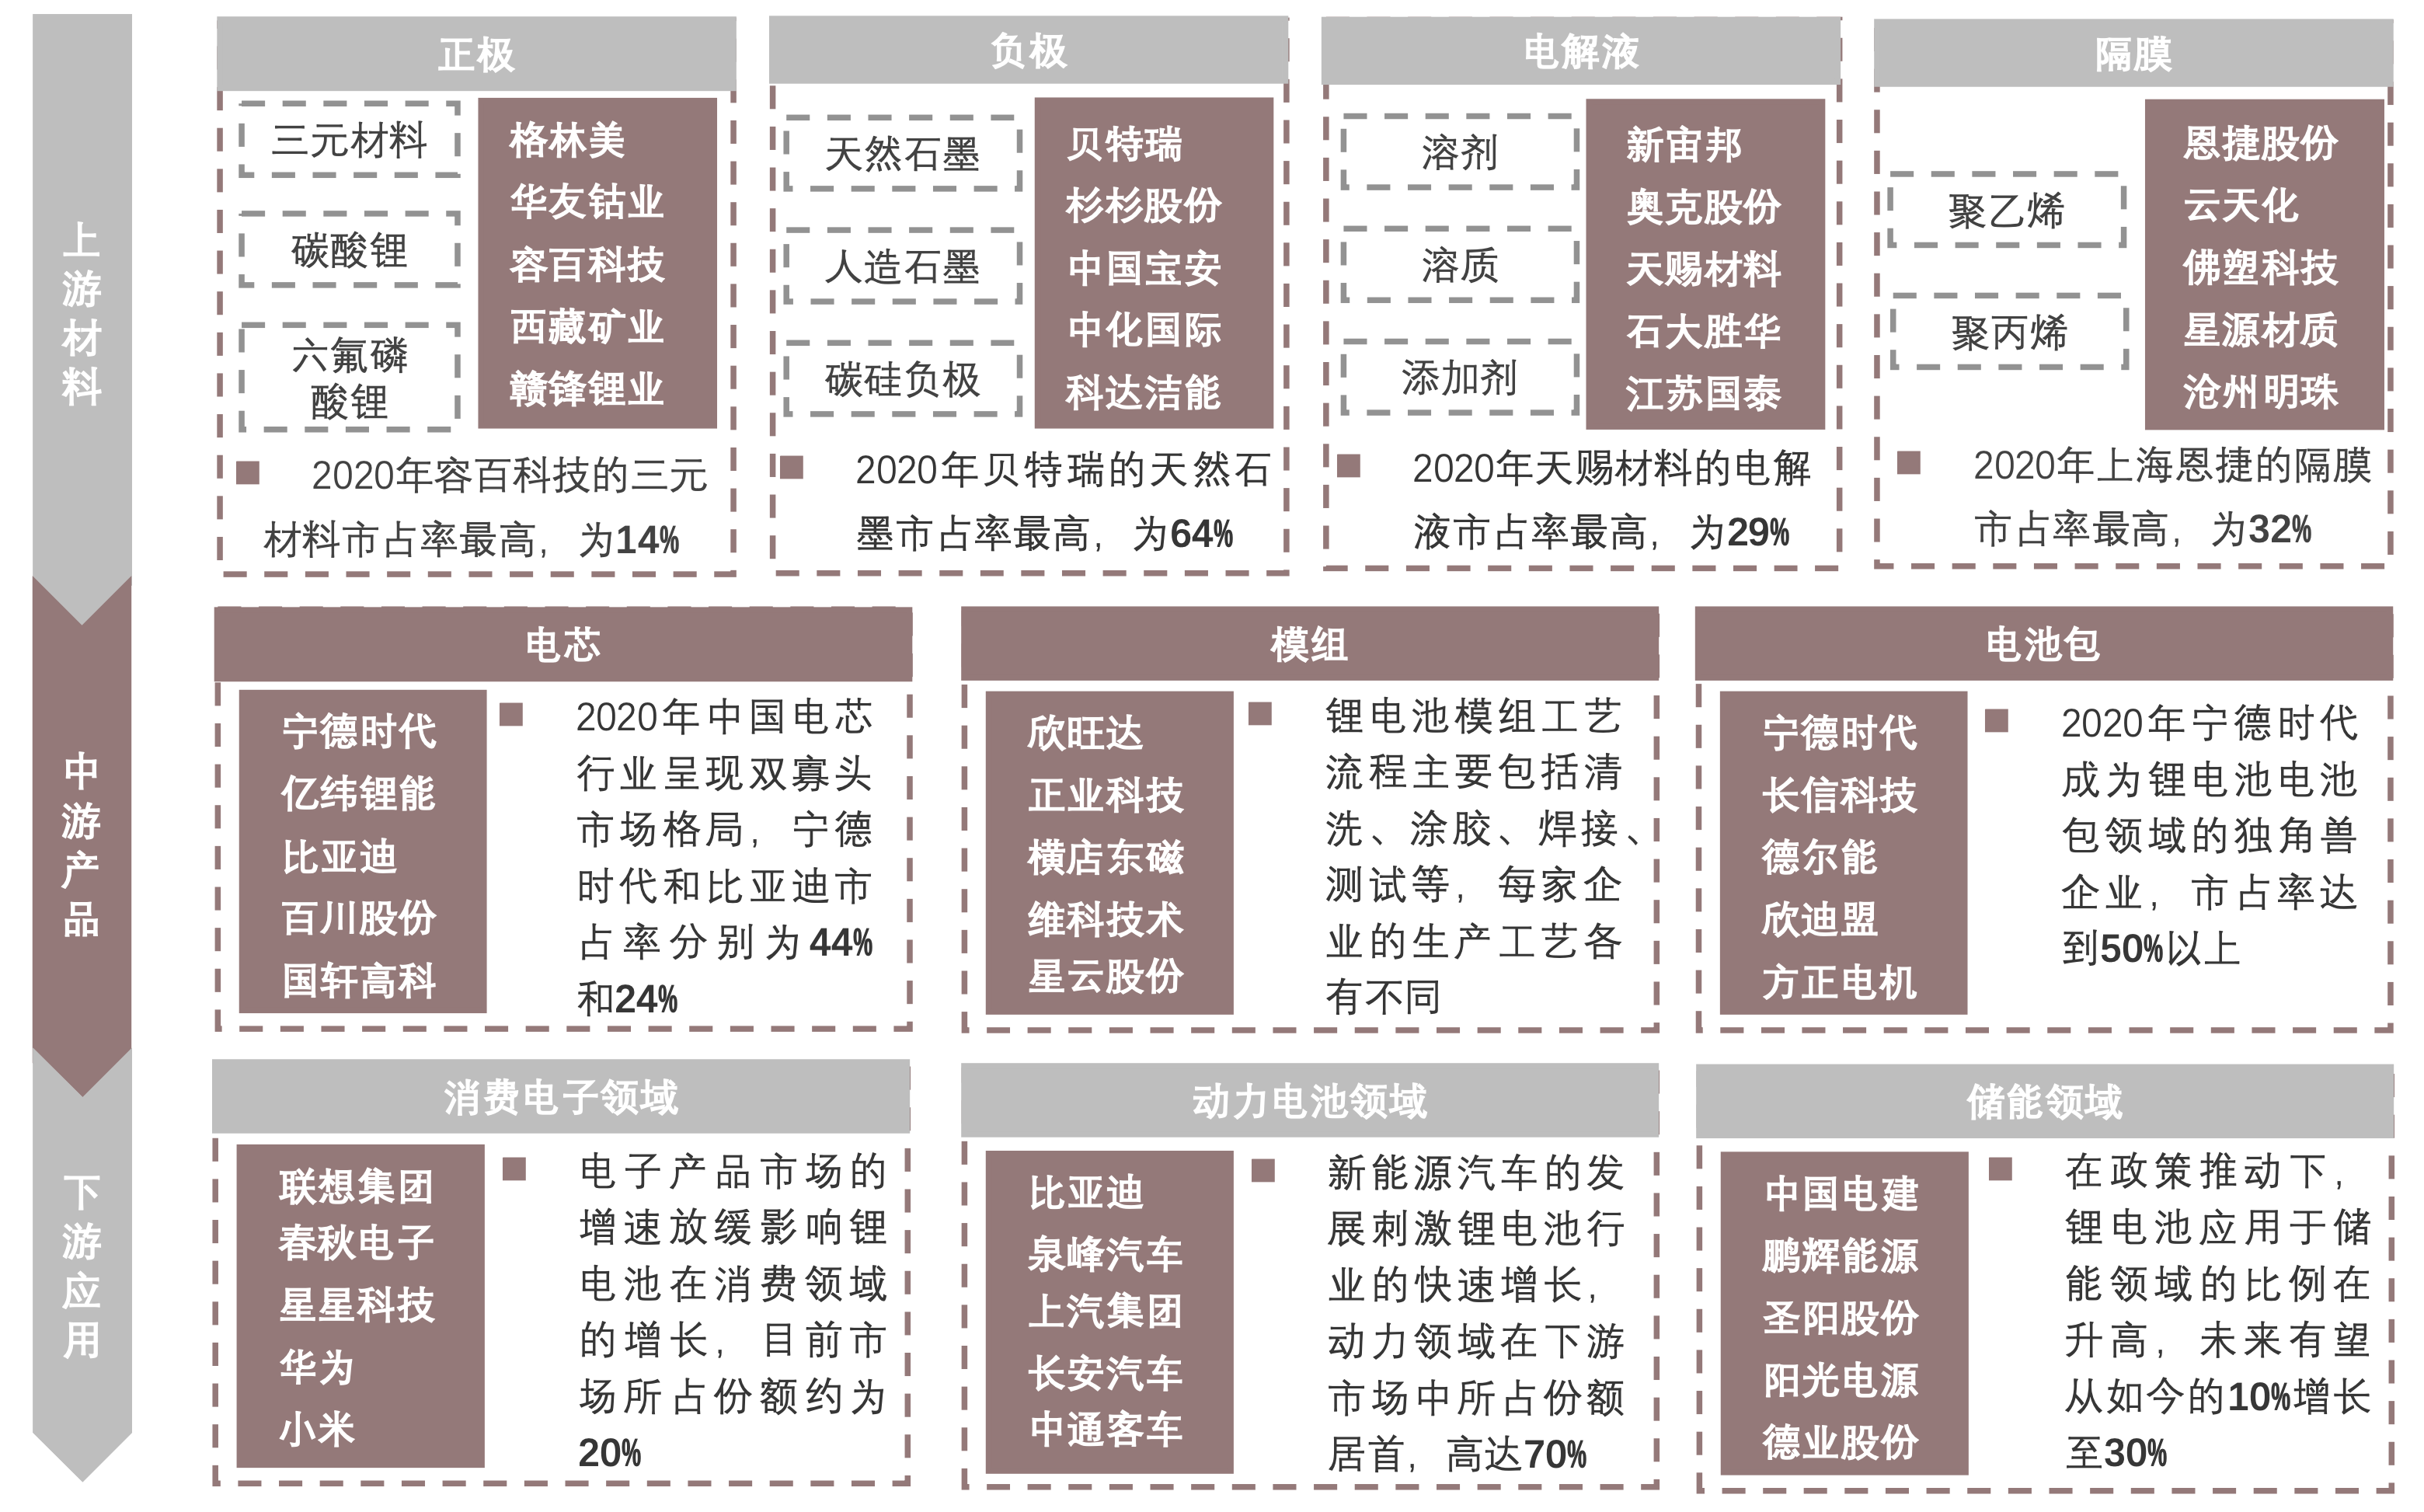 上
游
材
料
正极
三元材料
碳酸锂
六氟磷
酸锂
格林美
华友钴业
容百科技
西藏矿业
赣锋锂业
2020年容百科技的三元
材料市占率最高，为14%
负极
天然石墨
人造石墨
碳硅负极
贝特瑞
杉杉股份
中国宝安
中化国际
科达洁能
2020年贝特瑞的天然石
墨市占率最高，为64%
电解液
溶剂
溶质
添加剂
新宙邦
奥克股份
天赐材料
石大胜华
江苏国泰
2020年天赐材料的电解
液市占率最高，为29%
隔膜
聚乙烯
聚丙烯
恩捷股份
云天化
佛塑科技
星源材质
沧州明珠
2020年上海恩捷的隔膜
市占率最高，为32%
中
游
产
品
电芯
宁德时代
亿纬锂能
比亚迪
百川股份
国轩高科
2020年中国电芯
行业呈现双寡头
市场格局，宁德
时代和比亚迪市
占率分别为44%
和24%
模组
欣旺达
正业科技
横店东磁
维科技术
星云股份
锂电池模组工艺
流程主要包括清
洗、涂胶、焊接、
测试等，每家企
业的生产工艺各
有不同
电池包
宁德时代
长信科技
德尔能
欣迪盟
方正电机
2020年宁德时代
成为锂电池电池
包领域的独角兽
企业，市占率达
到50%以上
下
游
应
用
消费电子领域
联想集团
春秋电子
星星科技
华为
小米
电子产品市场的
增速放缓影响锂
电池在消费领域
的增长，目前市
场所占份额约为
20%
动力电池领域
比亚迪
泉峰汽车
上汽集团
长安汽车
中通客车
新能源汽车的发
展刺激锂电池行
业的快速增长，
动力领域在下游
市场中所占份额
居首，高达70%
储能领域
中国电建
鹏辉能源
圣阳股份
阳光电源
德业股份
在政策推动下，
锂电池应用于储
能领域的比例在
升高，未来有望
从如今的10%增长
至30%